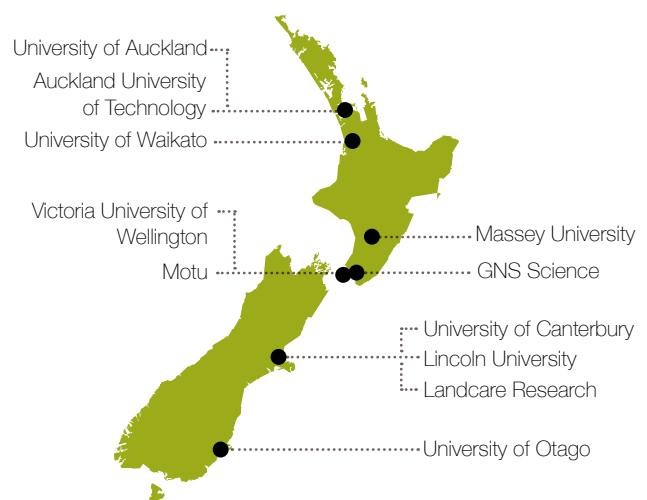 University of Auckland
Auckland University
of Technology
University of Waikato
Victoria University of
Wellington
Motu
Massey University
GNS Science
University of Canterbury
Lincoln University
Landcare Research
University of Otago